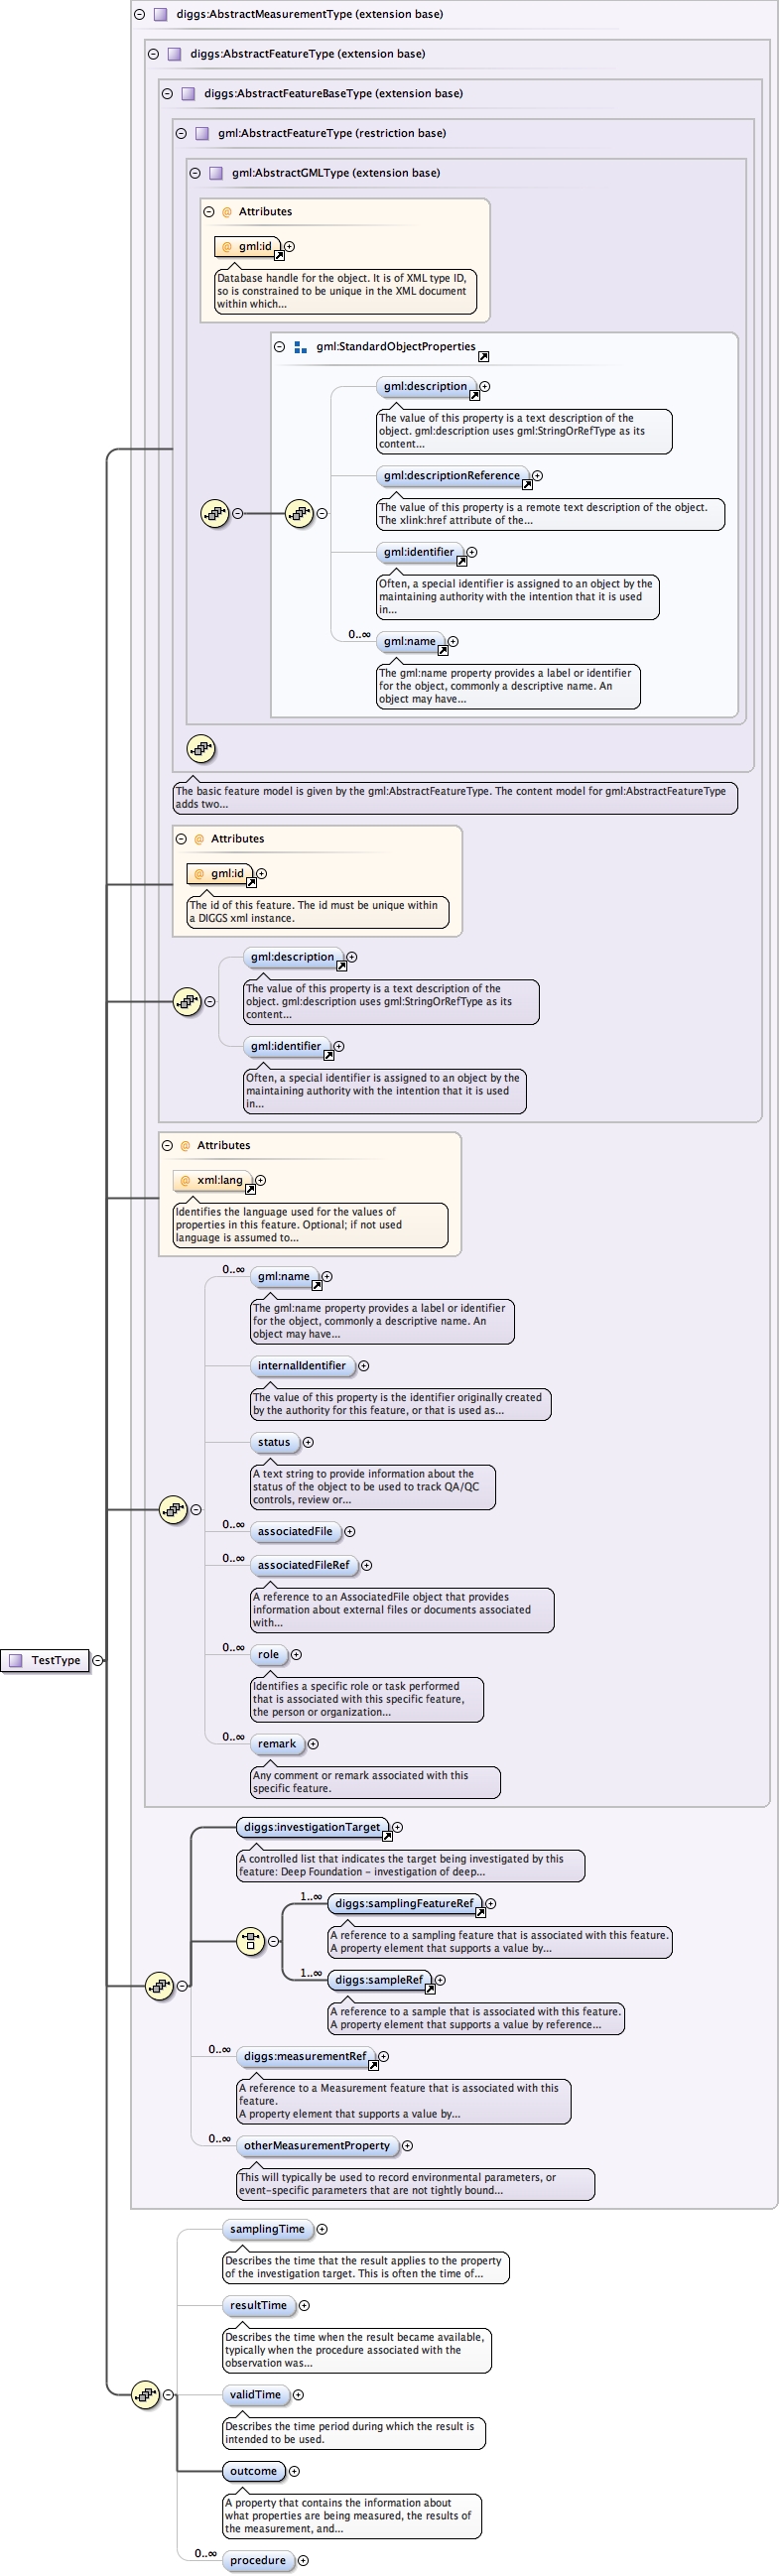 diggs:AbstractMeasurementType (extension base)
diggs:AbstractFeatureType (extension base)
diggs:AbstractFeatureBaseType (extension base)
gml:AbstractFeatureType (restriction base)
gml:AbstractGMLType (extension base)
@ Attributes
@ gml:id
Database handle for the object. It is of XML type ID,
so is constrained to be unique in the XML document
within which...
gml:StandardObjectProperties
gml:description
The value of this property is a text description of the
object. gml:description uses gml:StringOrRefType as its
content...
gml:descriptionReference
The value of this property is a remote text description of the object.
The xlink:href attribute of the...
gml:identifier
Often, a special identifier is assigned to an object by the
maintaining authority with the intention that it is used
in...
0..∞
gml:name
The gml:name property provides a label or identifier
for the object, commonly a descriptive name. An
object may have...
The basic feature model is given by the gml:AbstractFeatureType. The content model for gml:AbstractFeatureType
adds two...
@ Attributes
@ gml:id
The id of this feature. The id must be unique within
a DIGGS xml instance.
gml:description
The value of this property is a text description of the
object. gml:description uses gml:StringOrRefType as its
content...
gml:identifier
Often, a special identifier is assigned to an object by the
maintaining authority with the intention that it is used
in...
@ Attributes
@ xml:lang
Identifies the language used for the values of
properties in this feature. Optional; if not used
language is assumed to...
0..∞
gml:name
The gml:name property provides a label or identifier
for the object, commonly a descriptive name. An
object may have...
internalIdentifier
The value of this property is the identifier originally created
by the authority for this feature, or that is used as...
status
A text string to provide information about the
status of the object to be used to track QA/QC
controls, review or...
0..∞
associatedFile
0..∞
associatedFileRef
A reference to an AssociatedFile object that provides
information about external files or documents associated
with...
0..∞
role
TestType
Identifies a specific role or task performed
that is associated with this specific feature,
the person or organization...
0..∞
remark
Any comment or remark associated with this
specific feature.
diggs:investigationTarget
A controlled list that indicates the target being investigated by this
feature: Deep Foundation - investigation of deep...
1..∞
diggs:samplingFeatureRef
A reference to a sampling feature that is associated with this feature.
A property element that supports a value by...
1..∞
diggs:sampleRef
A reference to a sample that is associated with this feature.
A property element that supports a value by reference...
0..∞
diggs:measurementRef
A reference to a Measurement feature that is associated with this
feature.
A property element that supports a value by...
0..∞
otherMeasurementProperty
This will typically be used to record environmental parameters, or
event-specific parameters that are not tightly bound...
samplingTime
Describes the time that the result applies to the property
of the investigation target. This is often the time of...
resultTime
Describes the time when the result became available,
typically when the procedure associated with the
observation was...
validTime
Describes the time period during which the result is
intended to be used.
outcome
A property that contains the information about
what properties are being measured, the results of
the measurement, and...
0..∞
procedure